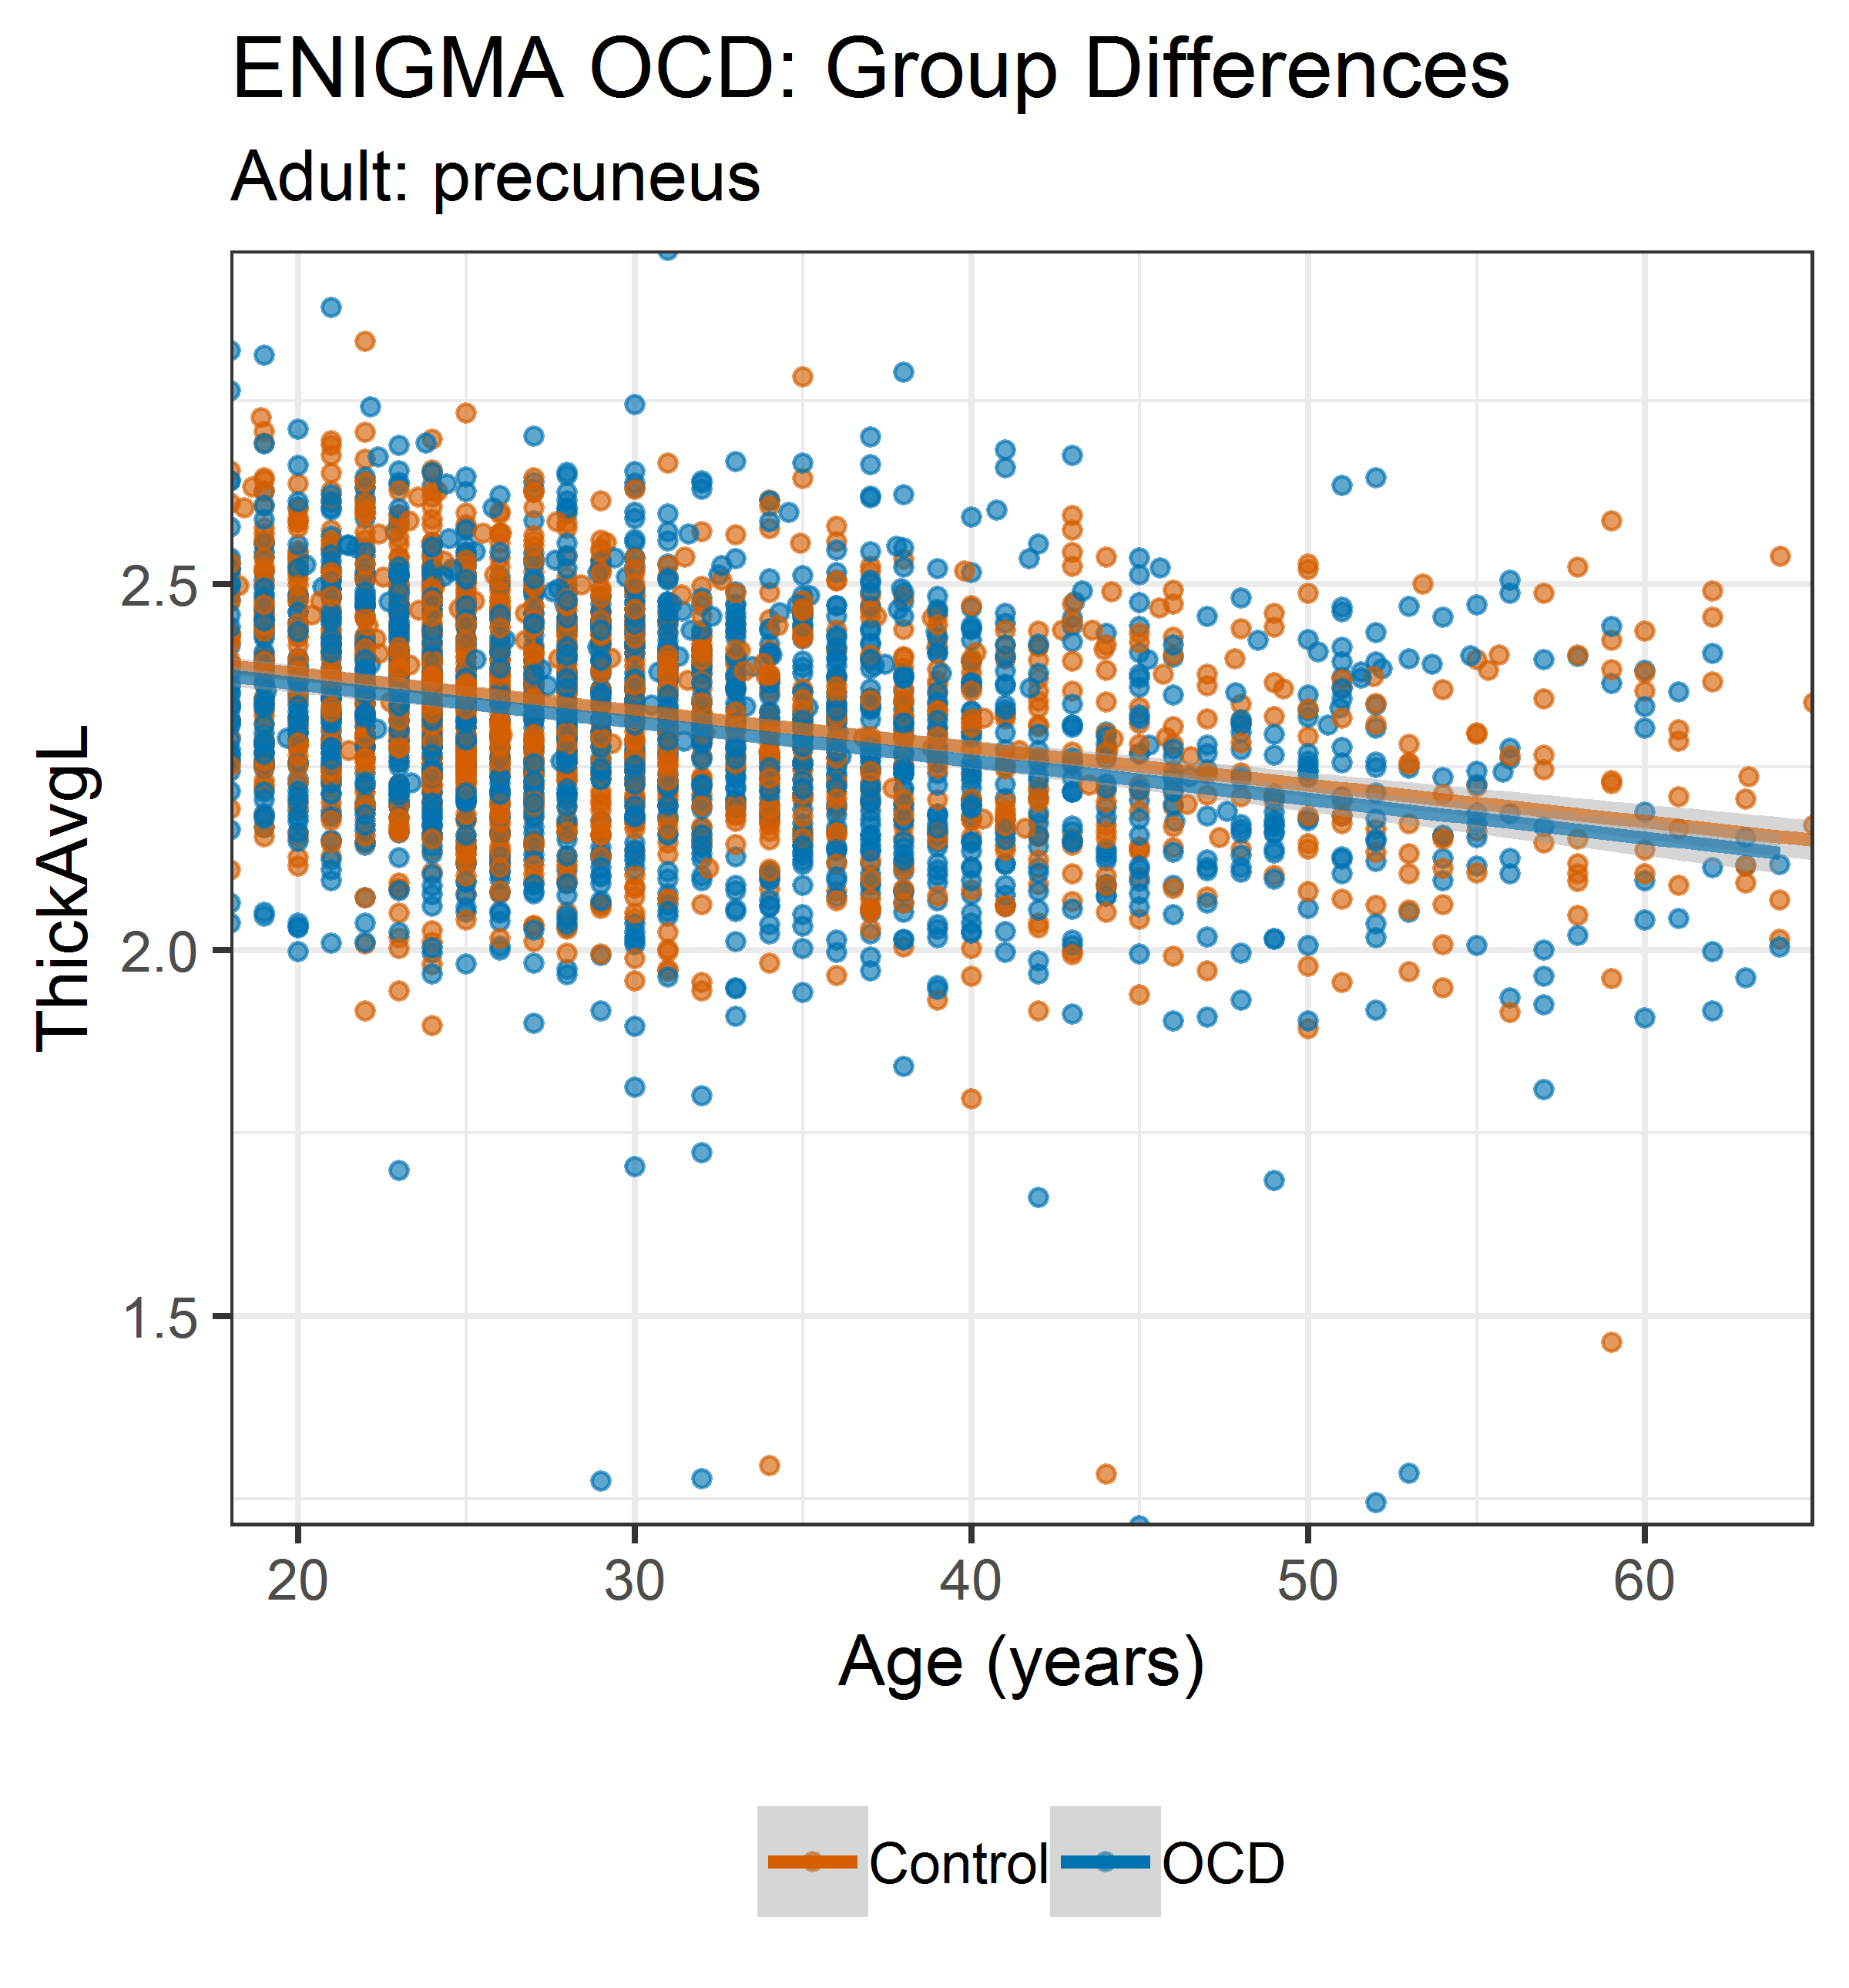 ENIGMA OCD: Group Differences
Adult: precuneus
ThickAvgL
2.5
2.0
1.5
20 30 40 50 60
Age (years)
Control OCD